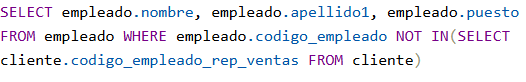 SELECT empleado.nombre, empleado.apellido1, empleado.puesto
FROM empleado WHERE empleado.codigo_empleado NOT IN(SELECT
cliente.codigo_empleado_rep_ventas FROM cliente)